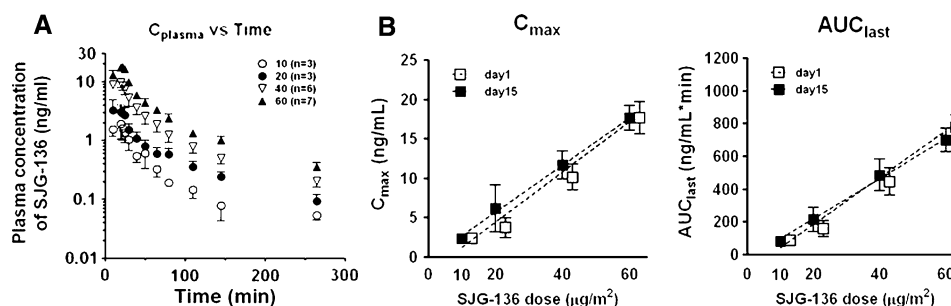 A
C plasma vs Time
Plasma concentration
of SJG-136 (ng/ml)
30
10
1
0.1
0.01
10 (n=3)
20 (n=3)
40 (n=6)
60 (n=7)
0
100
200
300
Time (min)
B
Cmax
Cmax (ng/mL)
25
20
15
10
5
0
day1
day15
0
10
20
40
60
SJG-136 dose (μg/m²)
AUClast
AUClast (ng/mL*min)
1200
1000
800
600
400
200
0
day1
day15
0
10
20
40
60
SJG-136 dose (μg/m²)